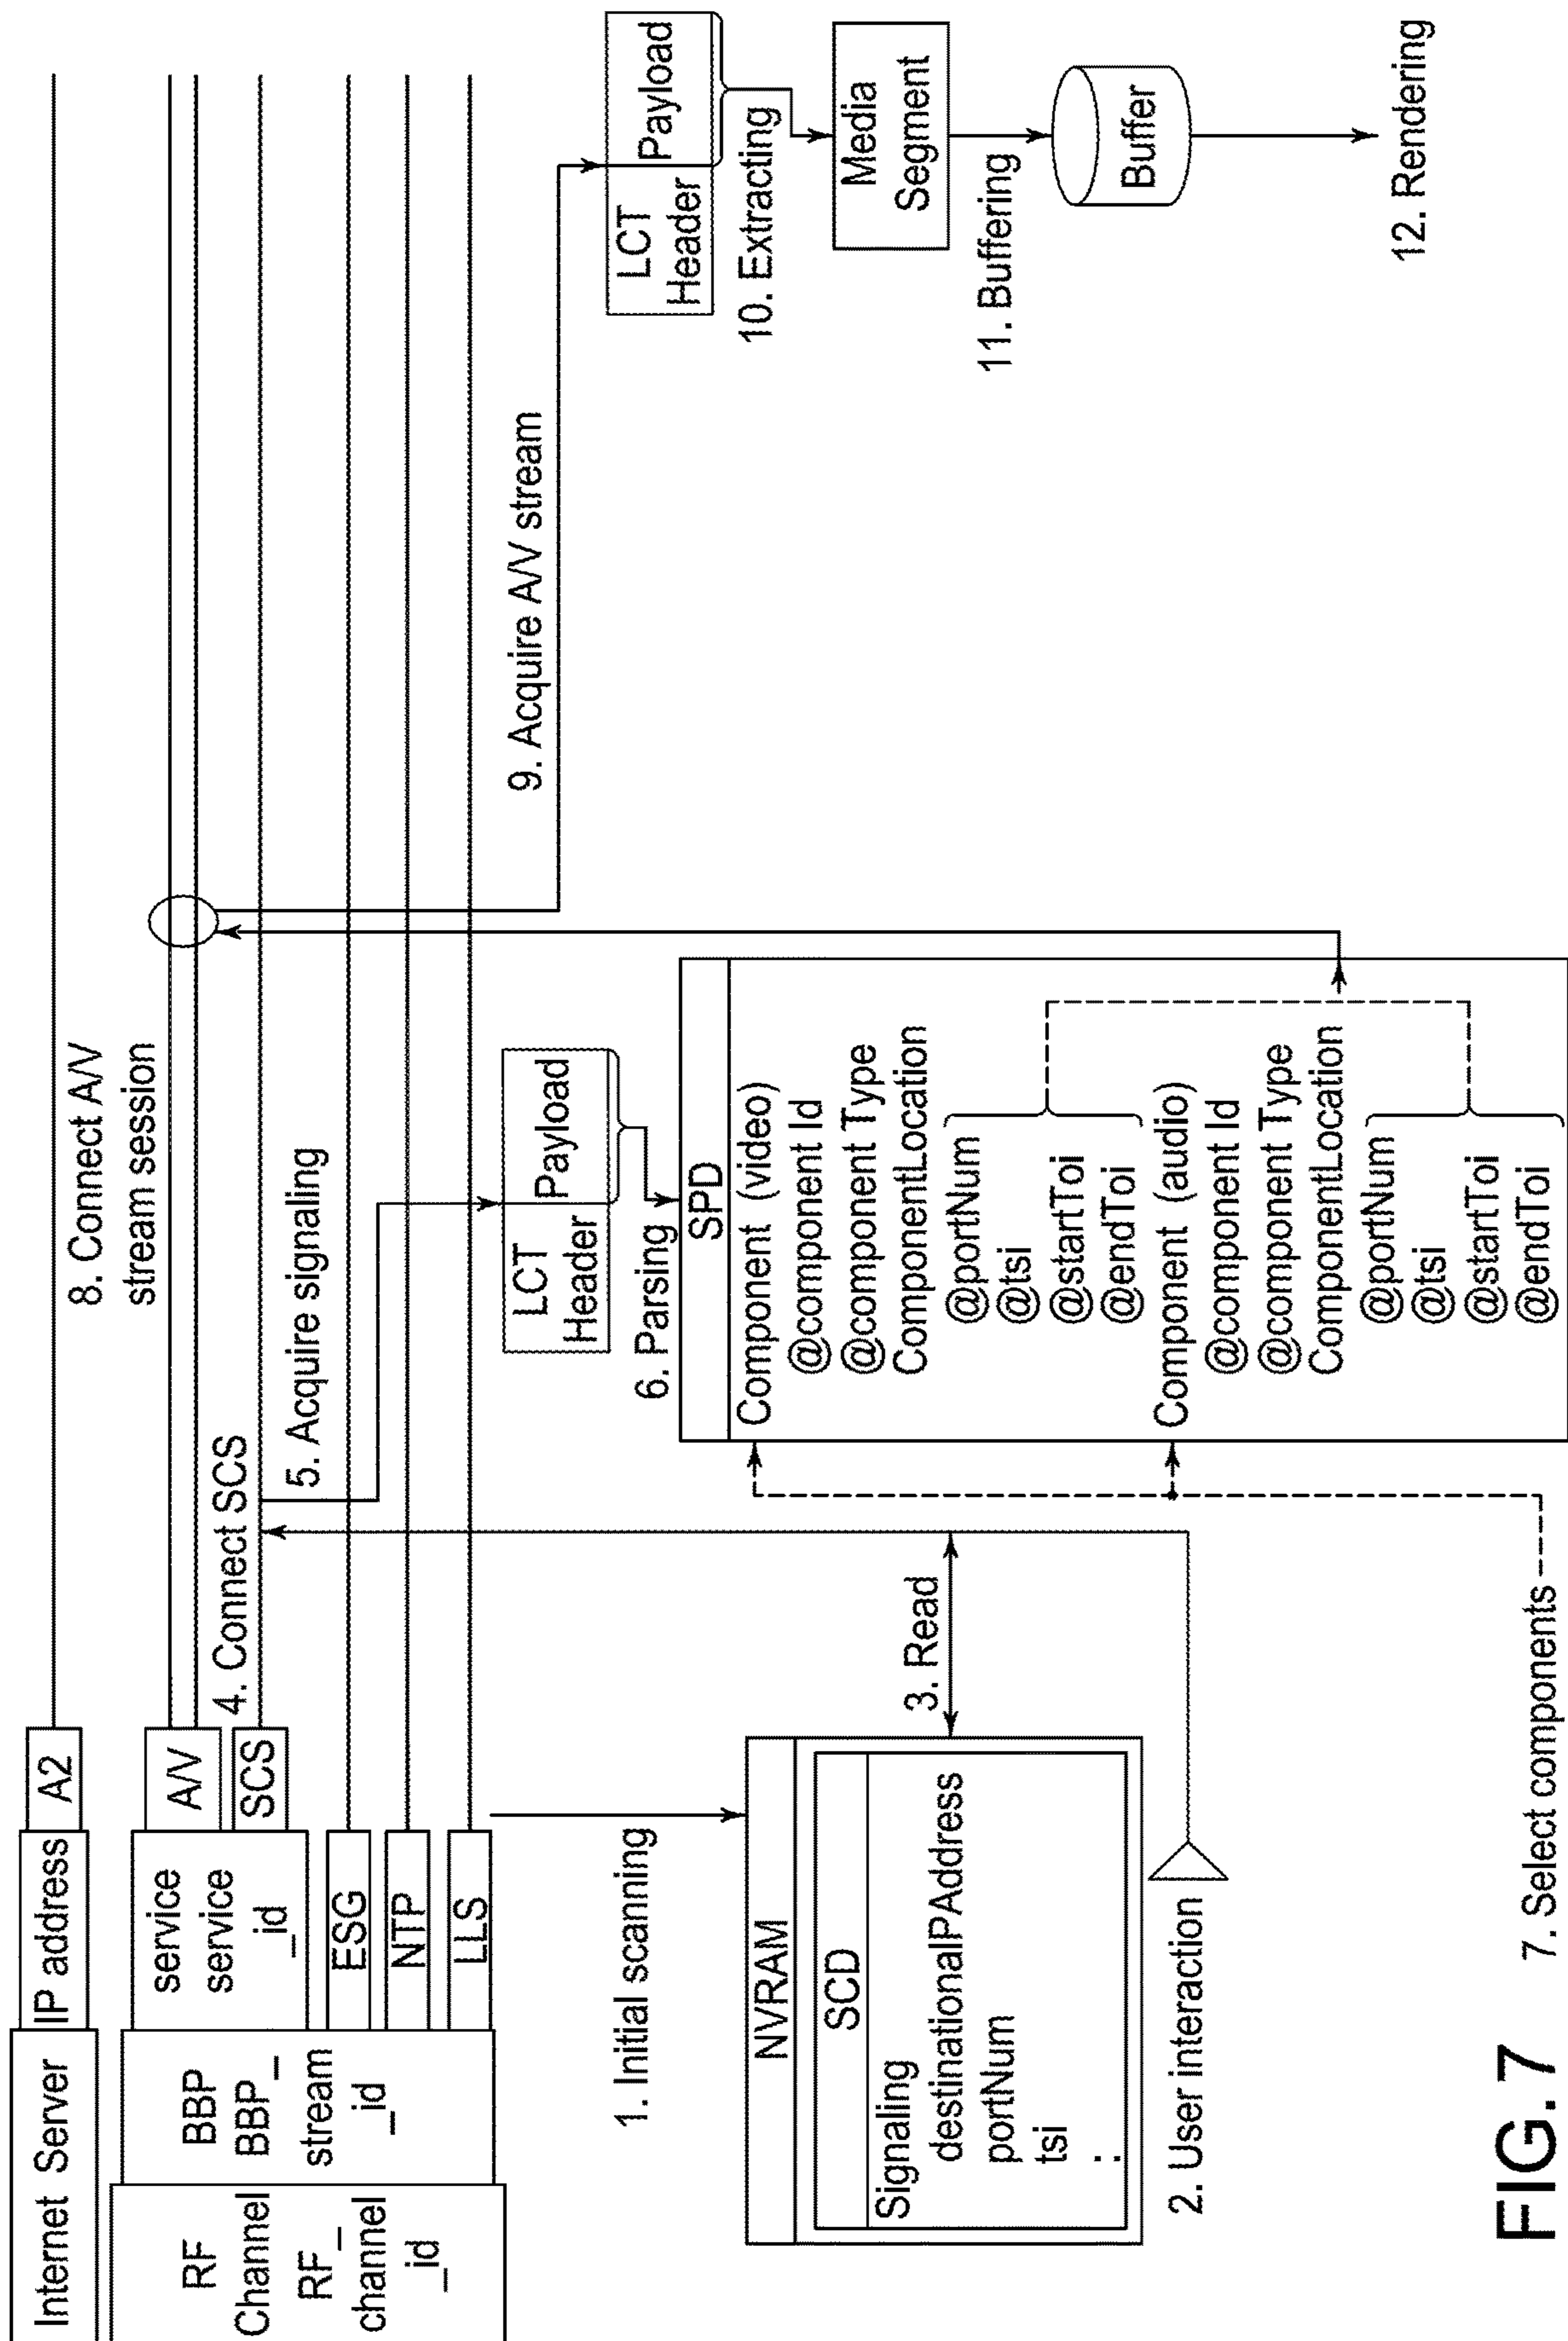 Internet Server
IP address
A2
RF
Channel
RF_
channel
_id
BBP
BBP_
stream
_id
service
service
_id
A/V
SCS
ESG
NTP
LLS
8. Connect A/V
stream session
4. Connect SCS
5. Acquire signaling
9. Acquire A/V stream
1. Initial scanning
NVRAM
SCD
Signaling
destinationalPAddress
portNum
tsi
:
2. User interaction
3. Read
LCT
Header
Payload
6. Parsing
SPD
Component (video)
@component Id
@component Type
ComponentLocation
@portNum
@tsi
@startToi
@endToi
Component (audio)
@component Id
@component Type
ComponentLocation
@portNum
@tsi
@startToi
@endToi
7. Select components
LCT
Header
Payload
10. Extracting
Media
Segment
11. Buffering
Buffer
12. Rendering
FIG. 7